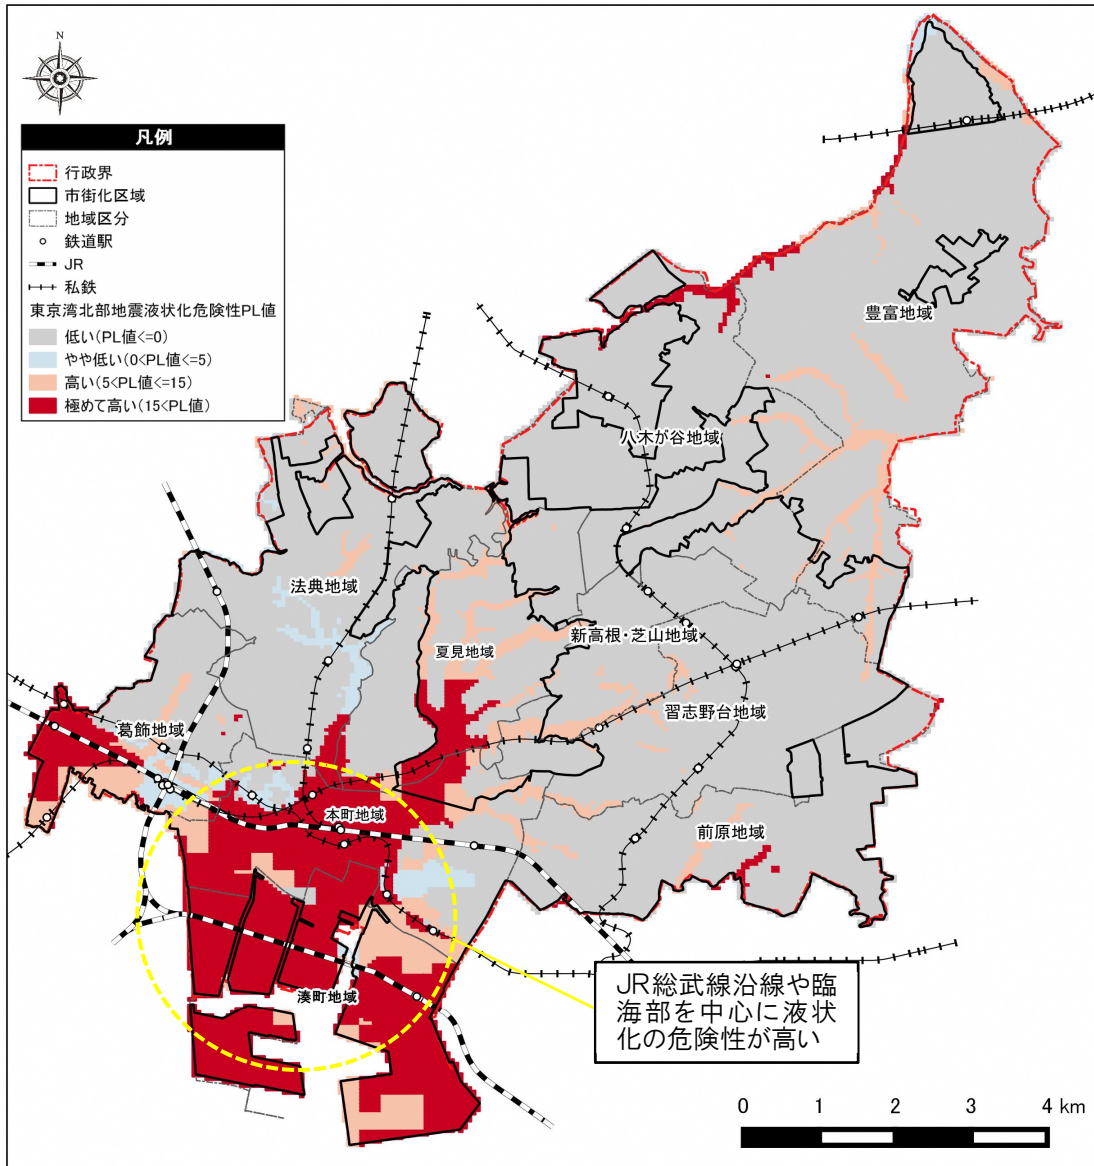 N
凡例
行政界
市街化区域
地域区分
鉄道駅
JR
私鉄
東京湾北部地震液状化危険性PL値
低い(PL値<=0)
やや低い(0<PL値<=5)
高い(5<PL値<=15)
極めて高い(15<PL値)
豊富地域
八木が谷地域
法典地域
新高根・芝山地域
夏見地域
習志野台地域
葛飾地域
本町地域
前原地域
湊町地域
JR総武線沿線や臨
海部を中心に液状
化の危険性が高い
0 1 2 3 4 km